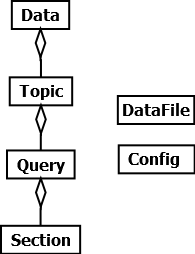 Data
Topic
DataFile
Query
Config
Section